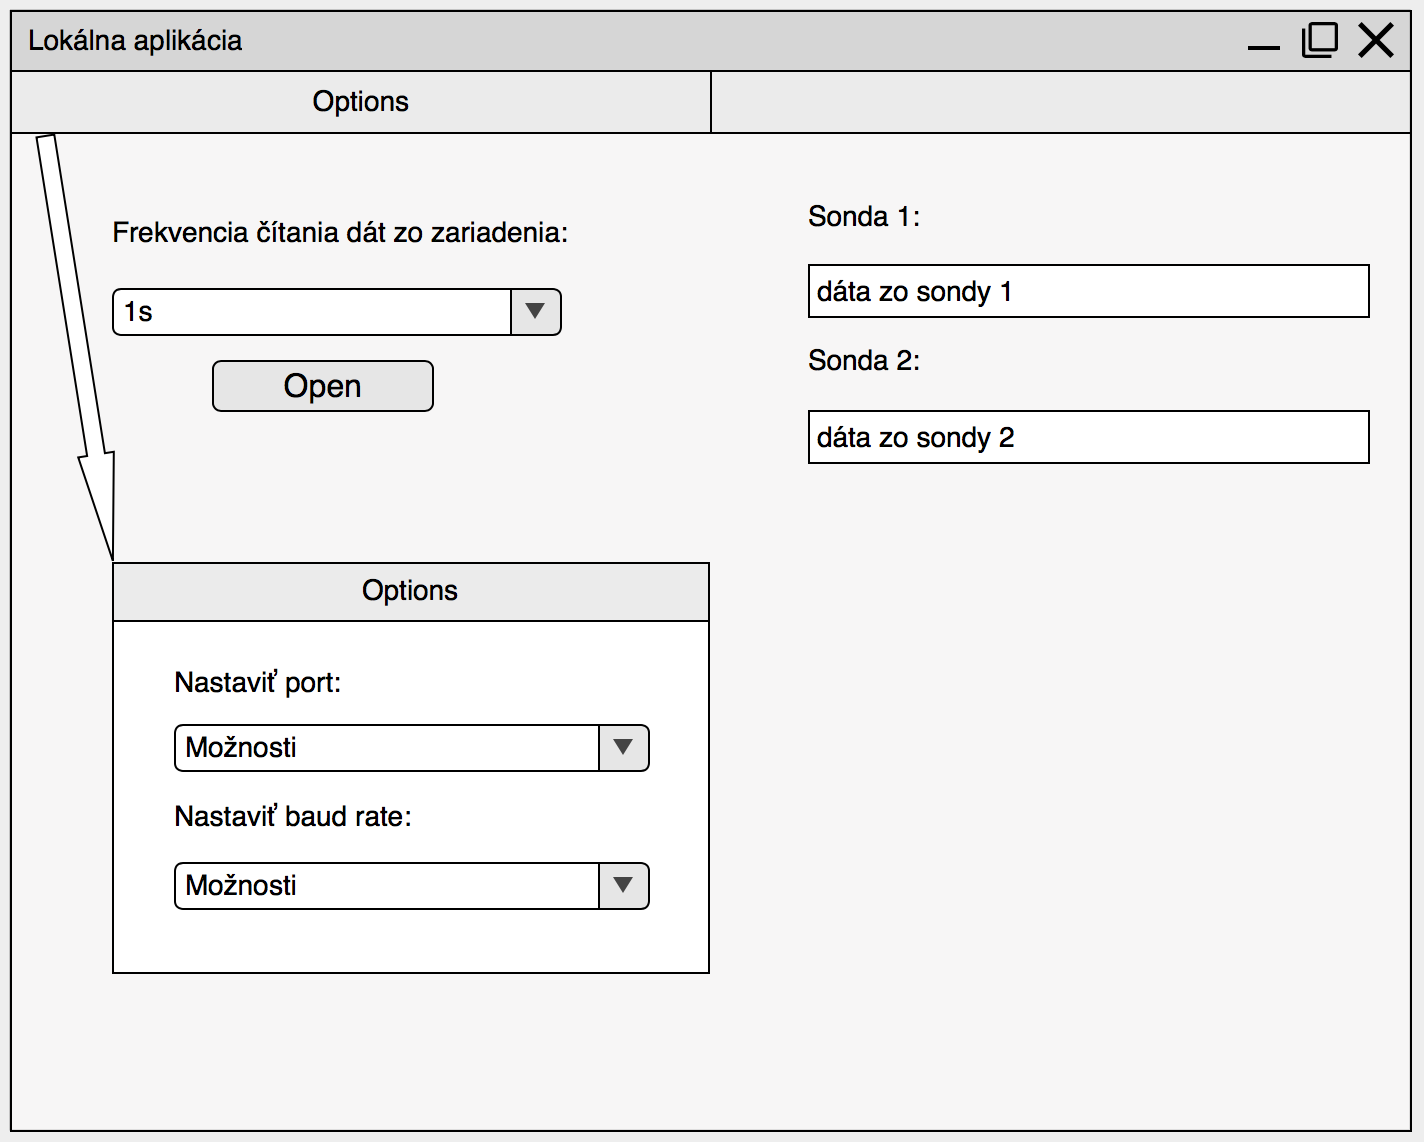 Lokálna aplikácia
Options
Frekvencia čítania dát zo zariadenia:
1s
Open
Sonda 1:
dáta zo sondy 1
Sonda 2:
dáta zo sondy 2
Options
Nastaviť port:
Možnosti
Nastaviť baud rate:
Možnosti